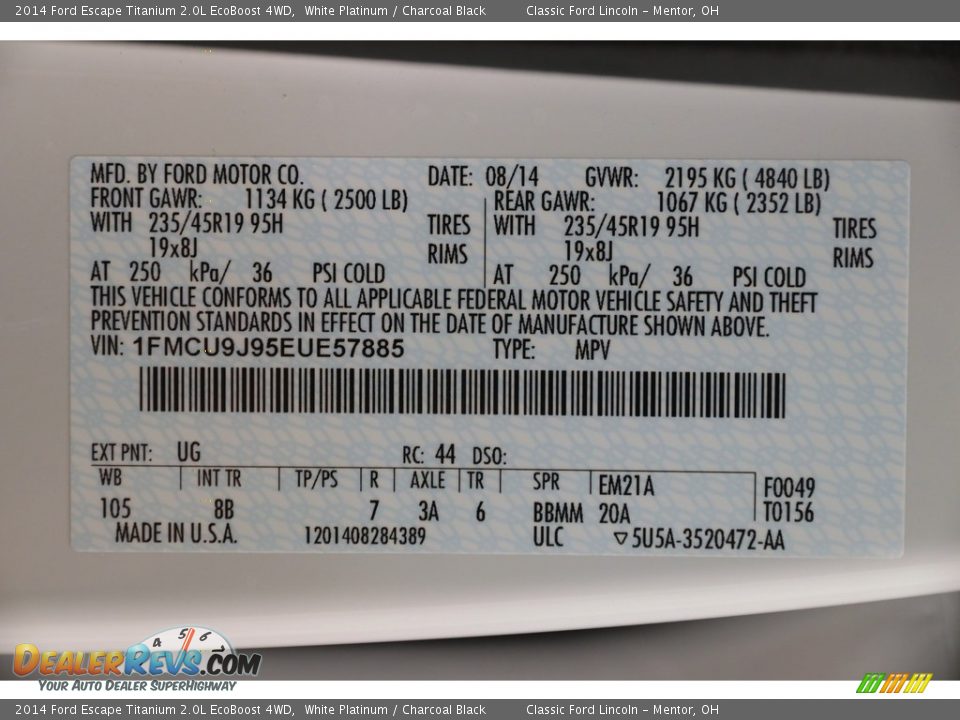 2014 Ford Escape Titanium 2.0L EcoBoost 4WD,  White Platinum / Charcoal Black  Classic Ford Lincoln – Mentor, OH
MFD. BY FORD MOTOR CO.  DATE: 08/14  GVWR: 2195 KG ( 4840 LB)
FRONT GAWR: 1134 KG ( 2500 LB)  REAR GAWR: 1067 KG ( 2352 LB)
WITH 235/45R19 95H TIRES  WITH 235/45R19 95H TIRES
19x8J RIMS  19x8J RIMS
AT 250 kPa/ 36 PSI COLD  AT 250 kPa/ 36 PSI COLD
THIS VEHICLE CONFORMS TO ALL APPLICABLE FEDERAL MOTOR VEHICLE SAFETY AND THEFT
PREVENTION STANDARDS IN EFFECT ON THE DATE OF MANUFACTURE SHOWN ABOVE.
VIN: 1FMCU9J95EUE57885  TYPE: MPV
EXT PNT: UG  RC: 44 DSO:
WB  INT TR  TP/PS  R  AXLE  TR  SPR  EM21A  F0049
105  8B  7  3A  6  BBMM 20A  T0156
MADE IN U.S.A.  1201408284389  ULC  ▽5U5A-3520472-AA
4 5 6
DEALERREVS.COM
YOUR AUTO DEALER SUPERHIGHWAY
2014 Ford Escape Titanium 2.0L EcoBoost 4WD,  White Platinum / Charcoal Black  Classic Ford Lincoln – Mentor, OH